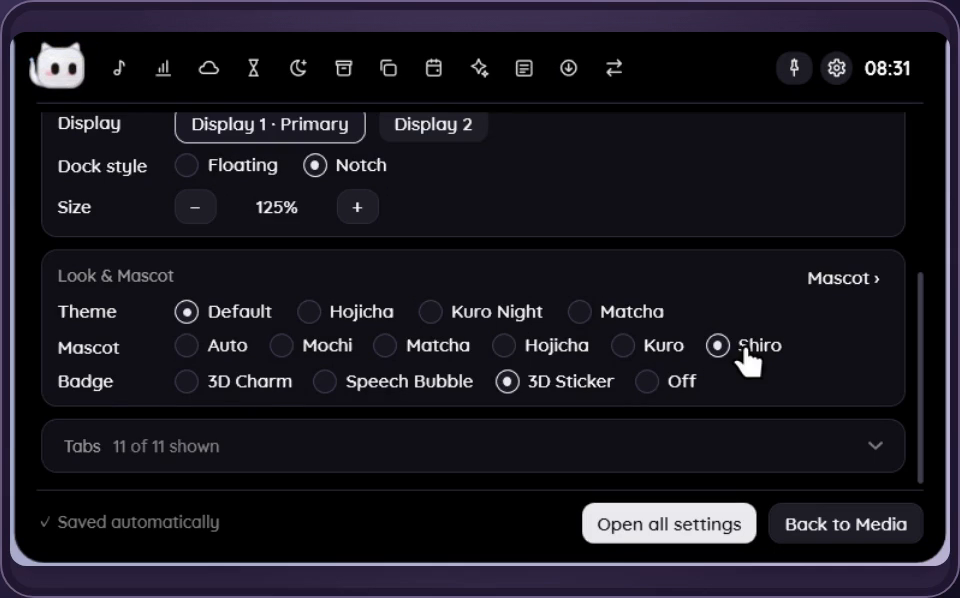 08:31
Display Display 1 · Primary Display 2
Dock style Floating Notch
Size − 125% +
Look & Mascot Mascot ›
Theme Default Hojicha Kuro Night Matcha
Mascot Auto Mochi Matcha Hojicha Kuro Shiro
Badge 3D Charm Speech Bubble 3D Sticker Off
Tabs 11 of 11 shown
✓ Saved automatically Open all settings Back to Media